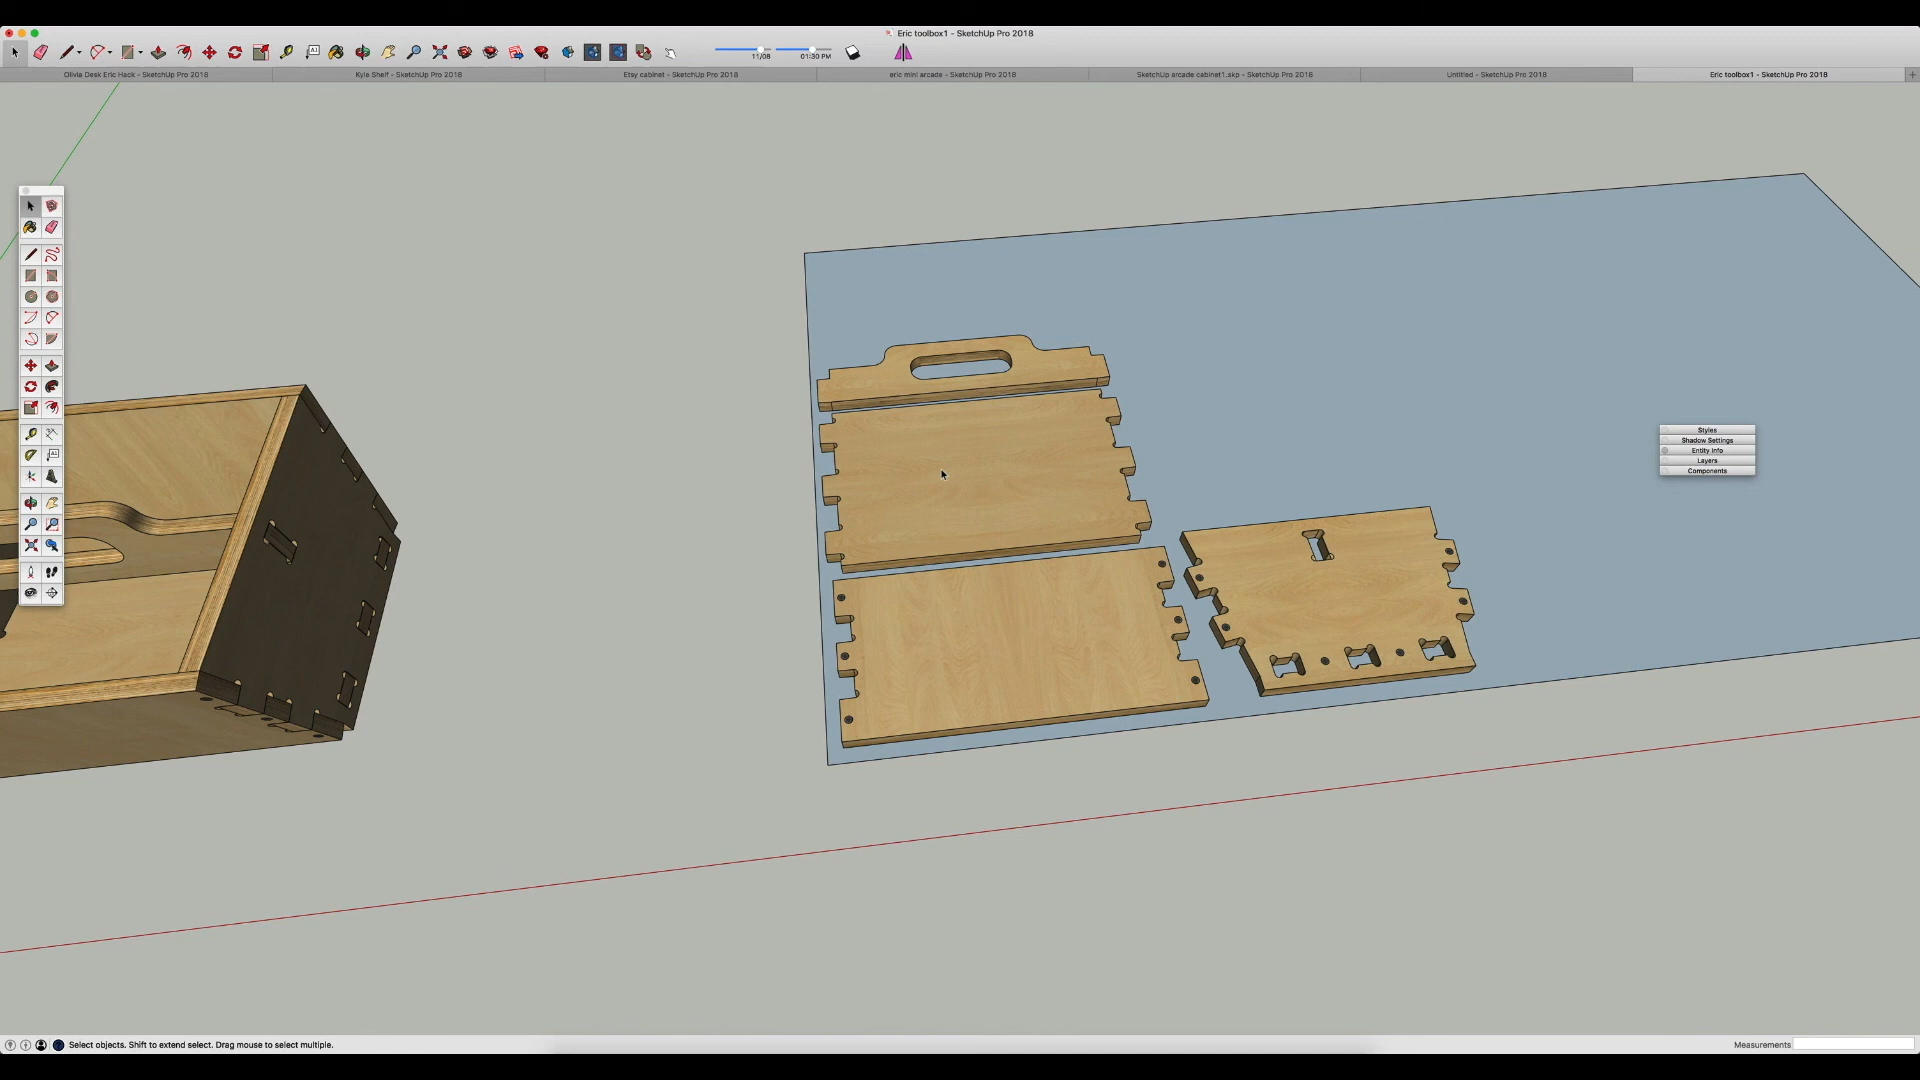 Eric toolbox1 - SketchUp Pro 2018
A1
11/08
01:30 PM
Olivia Desk Eric Hack - SketchUp Pro 2018
Kyle Shelf - SketchUp Pro 2018
Etsy cabinet - SketchUp Pro 2018
eric mini arcade - SketchUp Pro 2018
SketchUp arcade cabinet1.skp - SketchUp Pro 2018
Untitled - SketchUp Pro 2018
Eric toolbox1 - SketchUp Pro 2018
A1
Styles
Shadow Settings
Entity Info
Layers
Components
Select objects. Shift to extend select. Drag mouse to select multiple.
Measurements